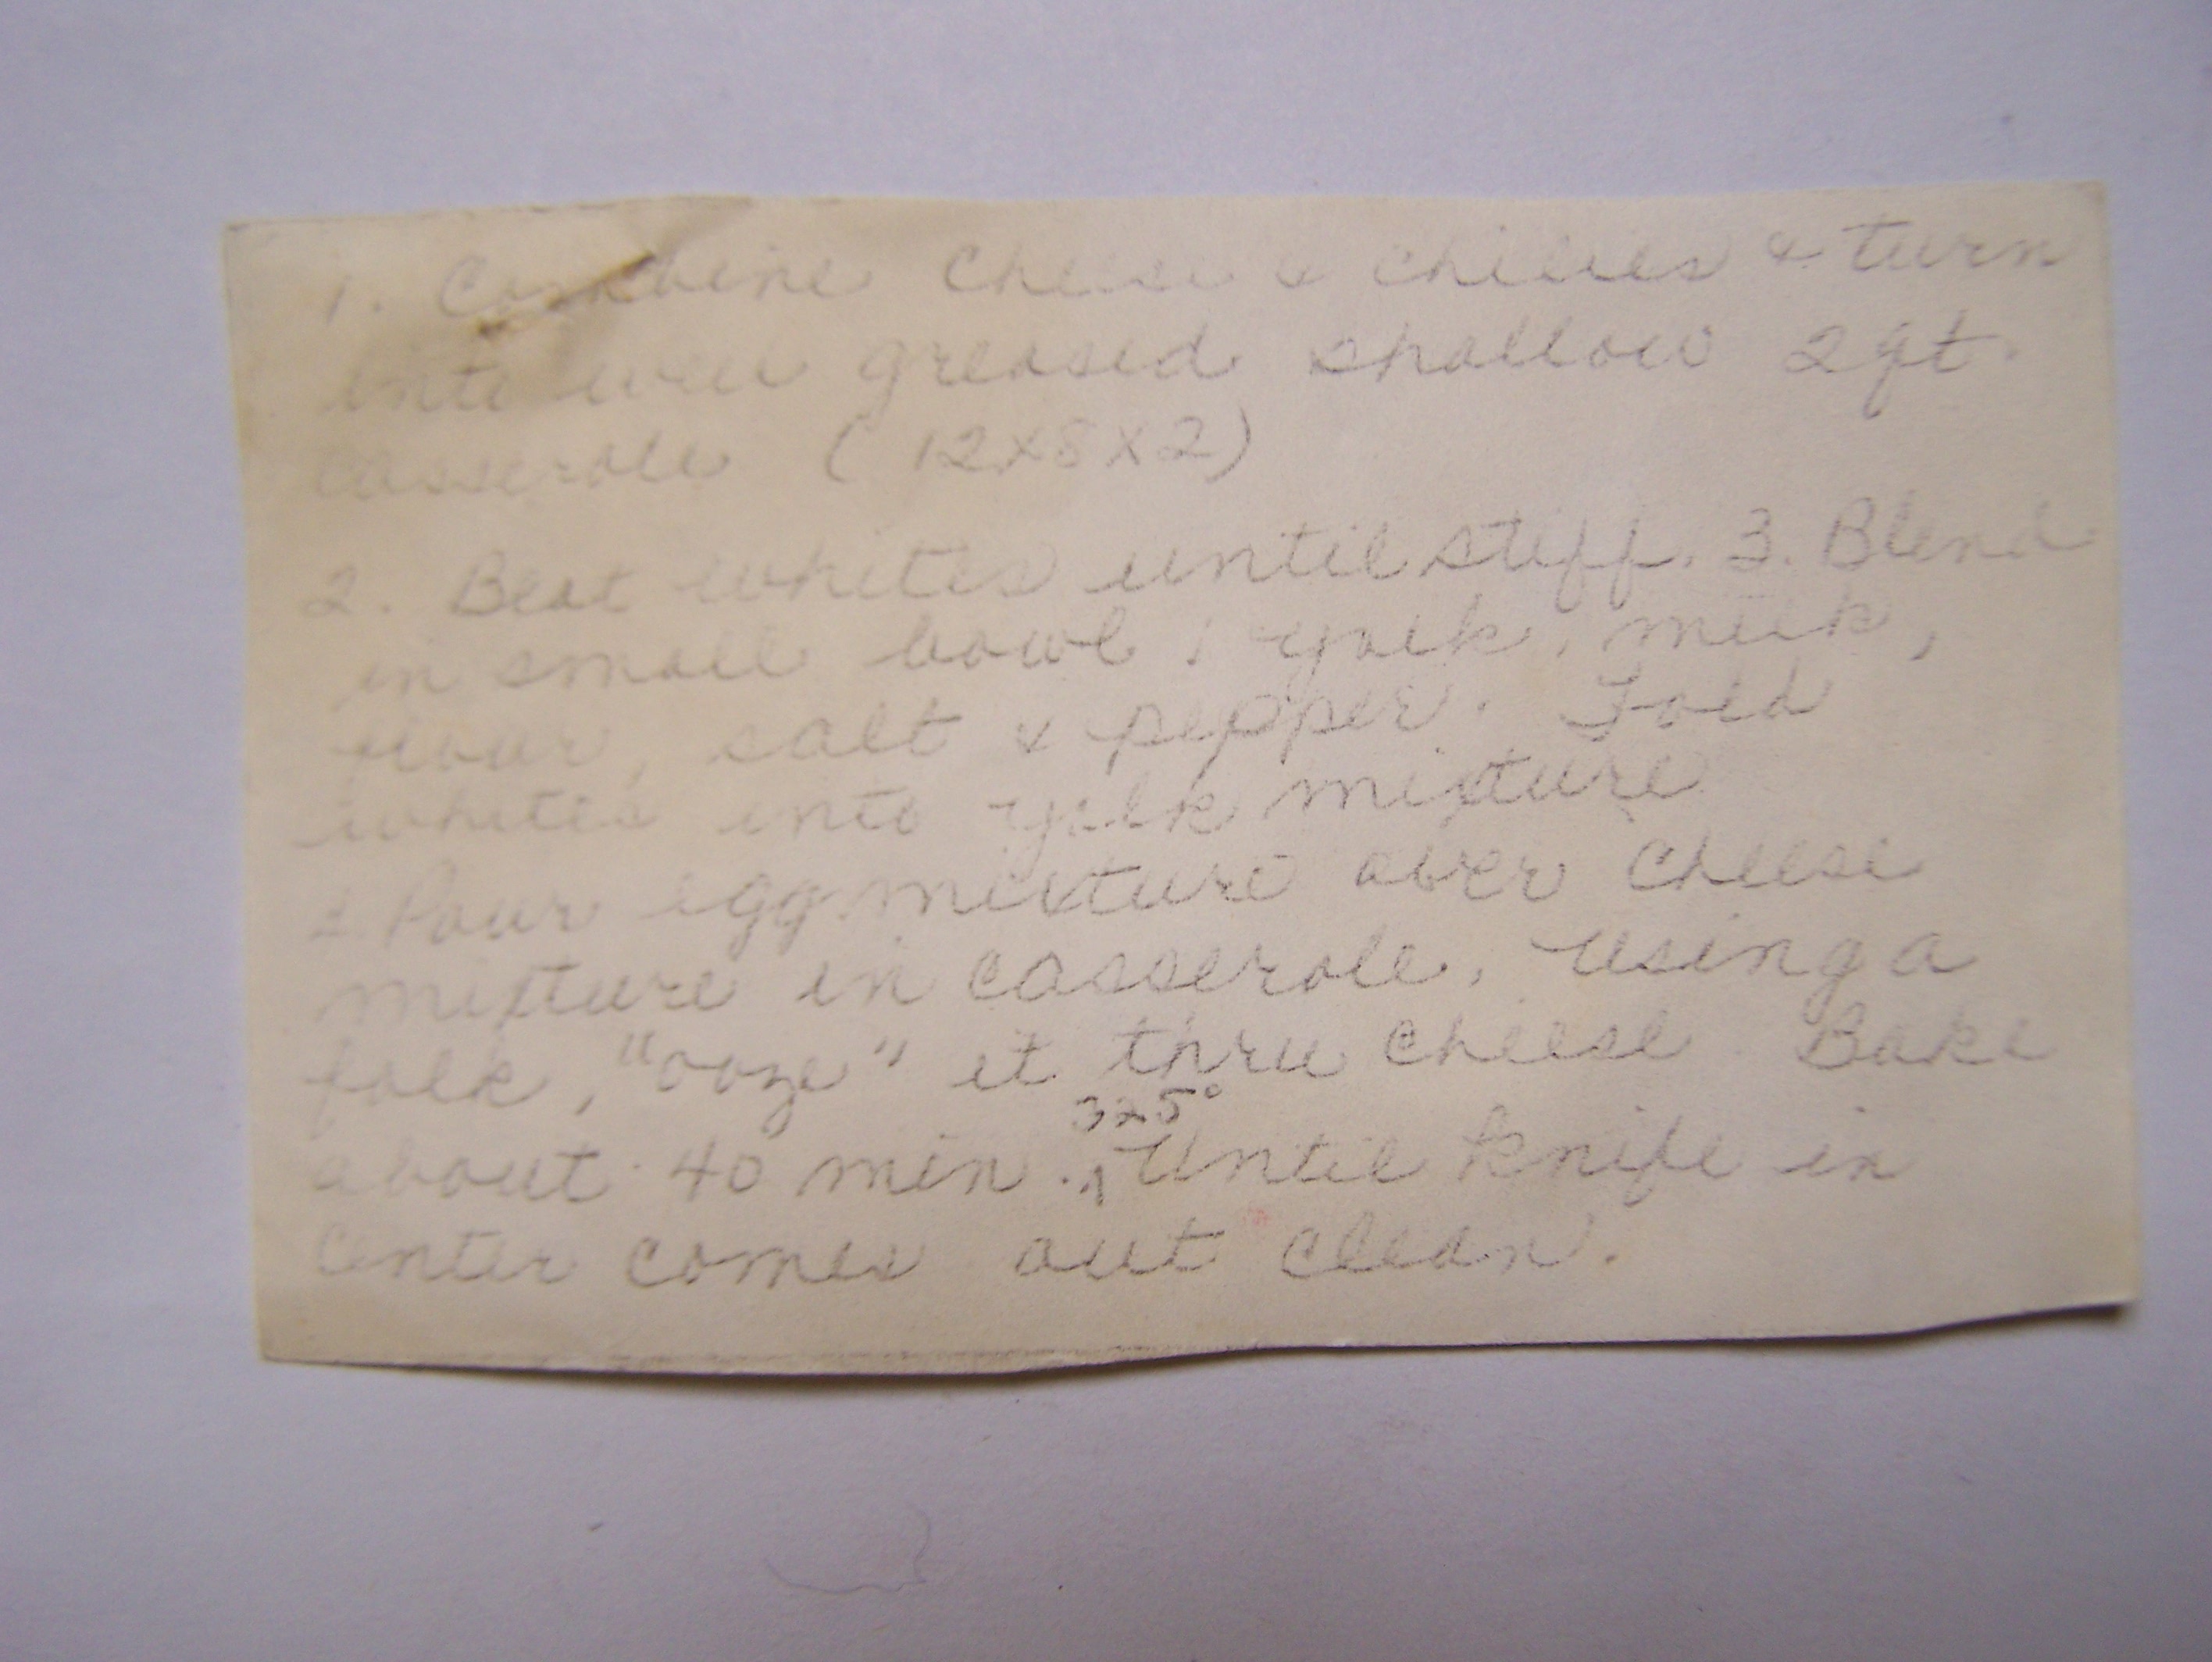 1. Combine Cheese & chilies & turn
into well greased shallow 2 qt.
Casserole (12x8x2)
2. Beat whites until stiff. 3. Blend
in small bowl; yolk, milk,
flour, salt & pepper. Fold
whites into yolk mixture
4. Pour egg mixture over Cheese
mixture in casserole, Using a
folk, "ooze" it thru cheese Bake
about 40 min. 325° Until knife in
Center comes out clean.